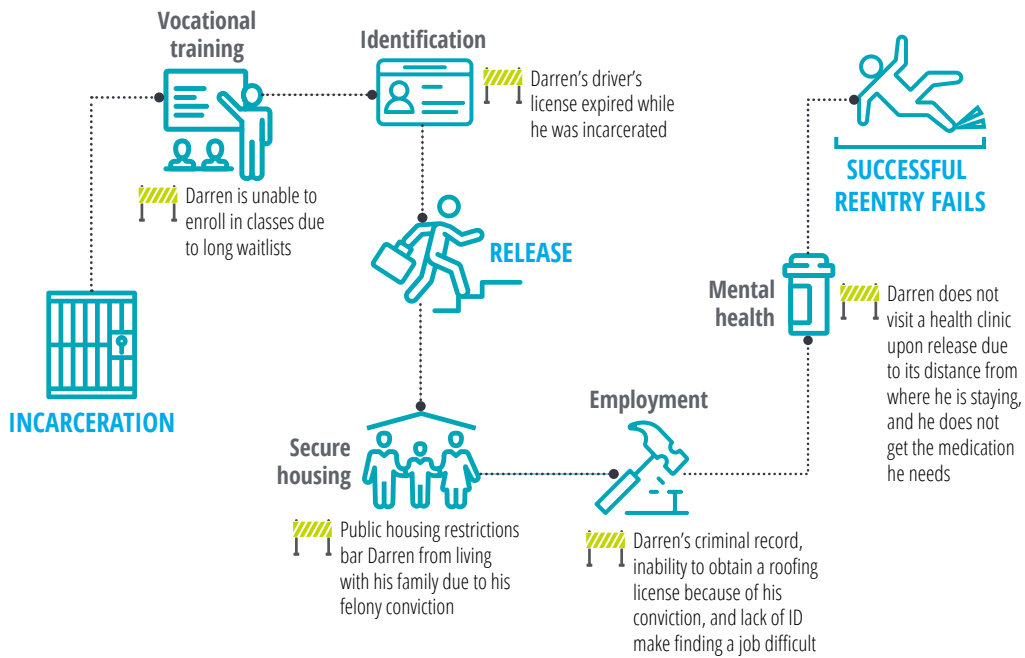 Vocational
training
Identification
Darren’s driver’s
license expired while
he was incarcerated
Darren is unable to
enroll in classes due
to long waitlists
INCARCERATION
RELEASE
Secure
housing
Public housing restrictions
bar Darren from living
with his family due to his
felony conviction
Employment
Darren’s criminal record,
inability to obtain a roofing
license because of his
conviction, and lack of ID
make finding a job difficult
Mental
health
Darren does not
visit a health clinic
upon release due
to its distance from
where he is staying,
and he does not
get the medication
he needs
SUCCESSFUL
REENTRY FAILS